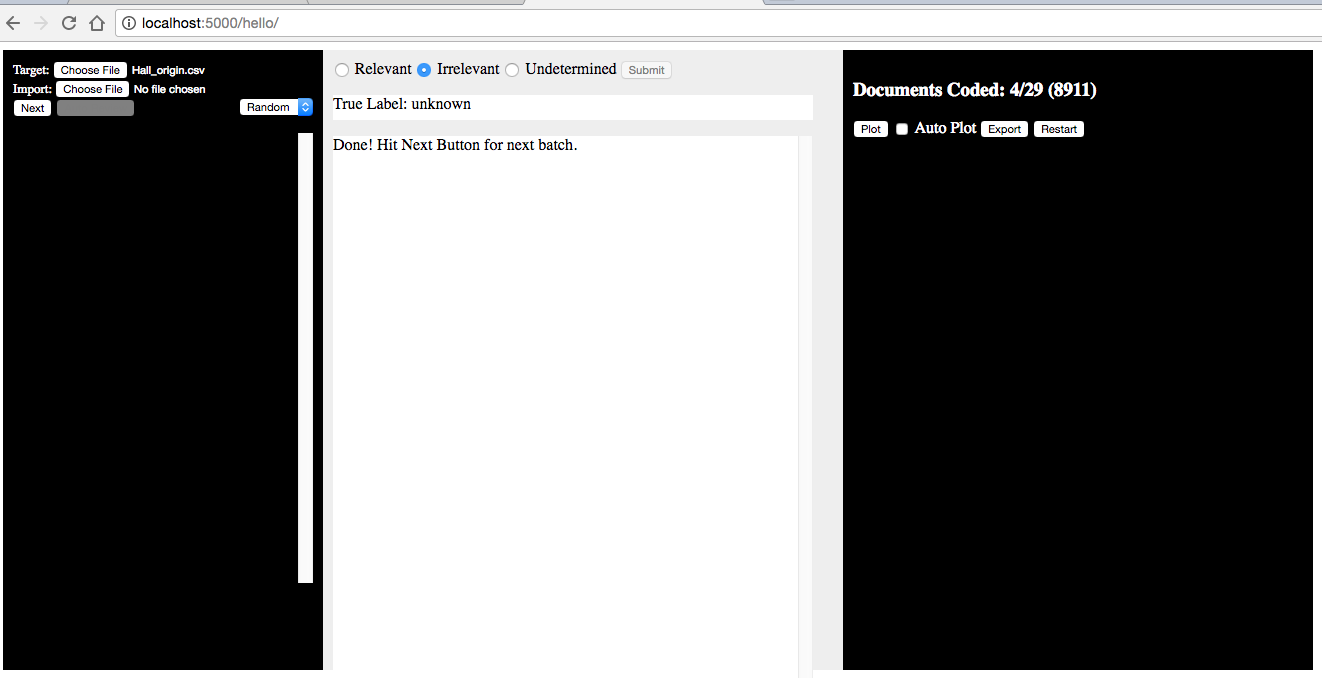 localhost:5000/hello/
Target: Choose File Hall_origin.csv
Import: Choose File No file chosen
Next Random
Relevant Irrelevant Undetermined Submit
True Label: unknown
Done! Hit Next Button for next batch.
Documents Coded: 4/29 (8911)
Plot Auto Plot Export Restart